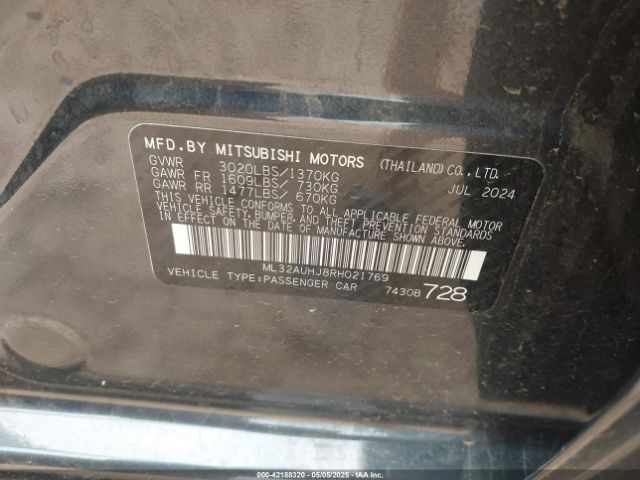 MFD.BY MITSUBISHI MOTORS (THAILAND)CO.,LTD.
GVWR 3020LBS/1370KG JUL 2024
GAWR FR 1609LBS/ 730KG
GAWR RR 1477LBS/ 670KG
THIS VEHICLE CONFORMS TO ALL APPLICABLE FEDERAL MOTOR
VEHICLE SAFETY, BUMPER, AND THEFT PREVENTION STANDARDS
IN EFFECT ON THE DATE OF MANUFACTURE SHOWN ABOVE.
ML32AUHJ8RH021769
VEHICLE TYPE:PASSENGER CAR 7430B 728
000-42188320 - 05/05/2025 - IAAI.COM